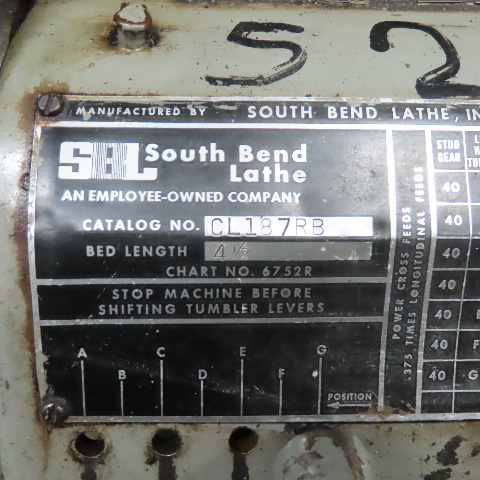 52
MANUFACTURED BY SOUTH BEND LATHE, IN
SBL South Bend
Lathe
AN EMPLOYEE-OWNED COMPANY
CATALOG NO. CL187RB
BED LENGTH 4½
CHART NO. 6752R
STOP MACHINE BEFORE
SHIFTING TUMBLER LEVERS
A C E G
B D F
POSITION
POWER CROSS FEEDS
.375 TIMES LONGITUDINAL FEEDS
STUD
GEAR
40
40
40
40
40 E
40 F
40 G